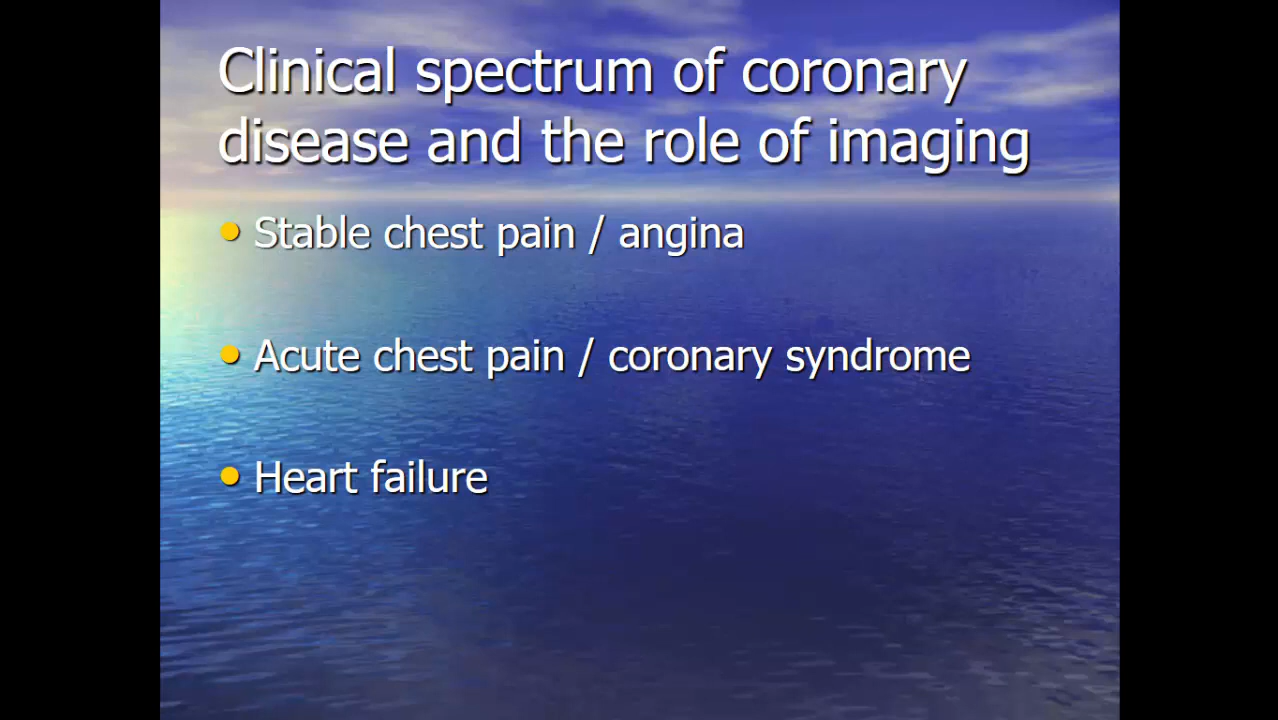 Clinical spectrum of coronary
disease and the role of imaging
• Stable chest pain / angina
• Acute chest pain / coronary syndrome
• Heart failure